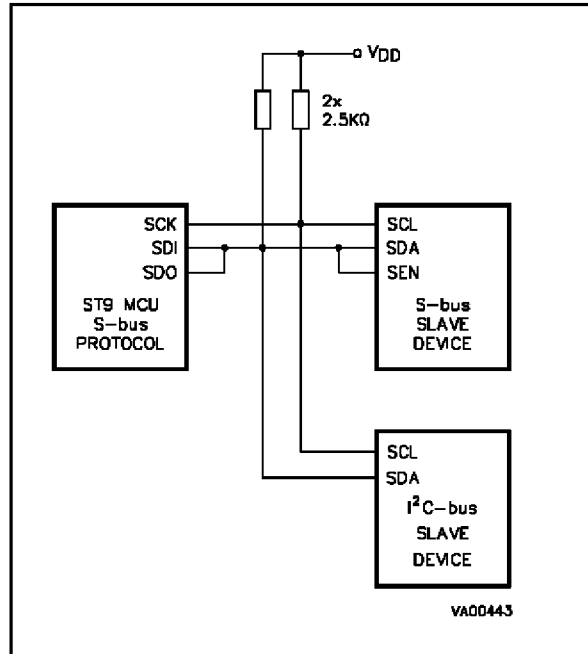 VDD
2x
2.5KΩ
SCK
SDI
SDO
ST9 MCU
S-bus
PROTOCOL
SCL
SDA
SEN
S-bus
SLAVE
DEVICE
SCL
SDA
I²C-bus
SLAVE
DEVICE
VA00443